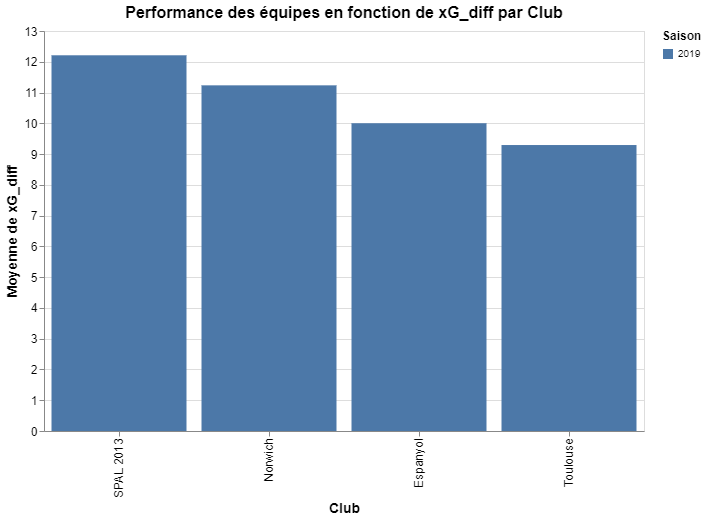 Performance des équipes en fonction de xG_diff par Club
Saison
2019
Moyenne de xG_diff
13
12
11
10
9
8
7
6
5
4
3
2
1
0
SPAL 2013
Norwich
Espanyol
Toulouse
Club